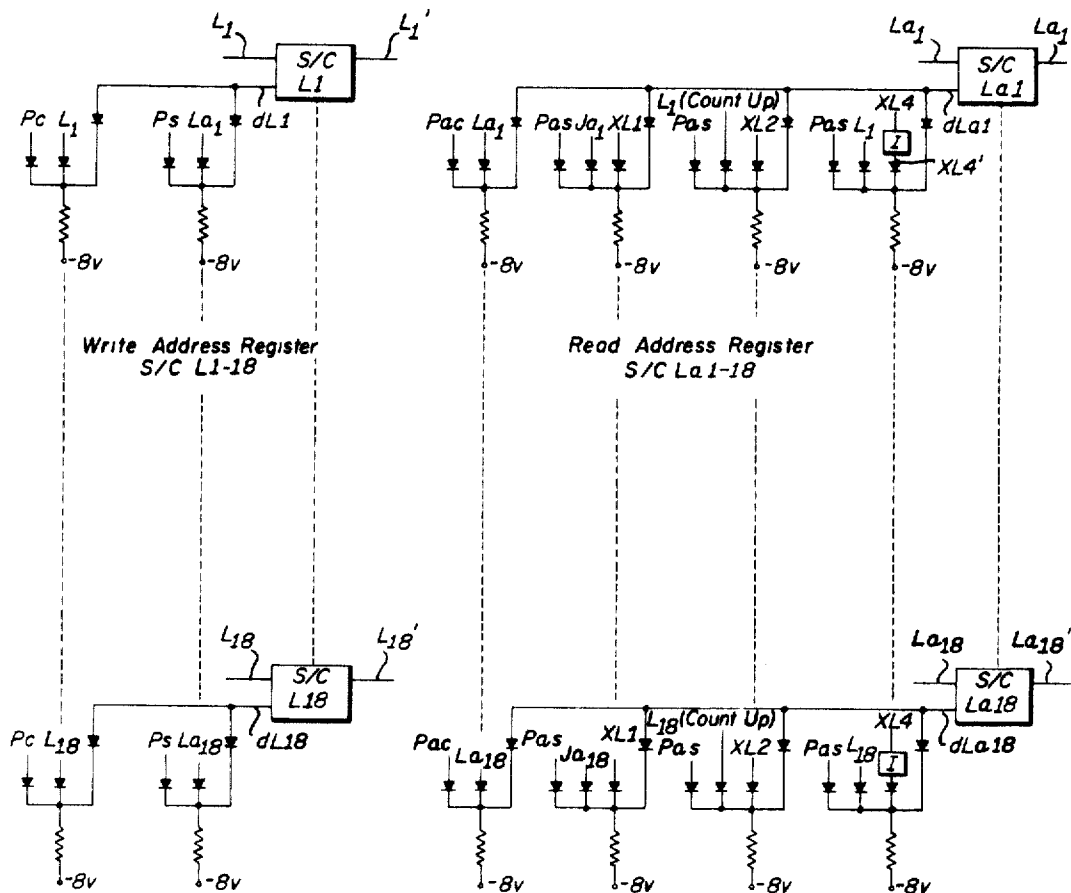 L1 L1'
S/C
L1
La1 La1
S/C
La1
Pc L1 Ps La1 dL1
L1 (Count Up) XL4
Pac La1 Pas Ja1 XL1 Pas XL2 Pas L1 I dLa1
XL4'
-8v -8v -8v -8v -8v -8v
Write Address Register
S/C L1-18
Read Address Register
S/C La1-18
L18 L18'
S/C
L18
La18 La18'
S/C
La18
Pc L18 Ps La18 dL18
L18 (Count Up) XL4
Pac La18 Pas Ja18 XL1 Pas XL2 Pas L18 I dLa18
-8v -8v -8v -8v -8v -8v